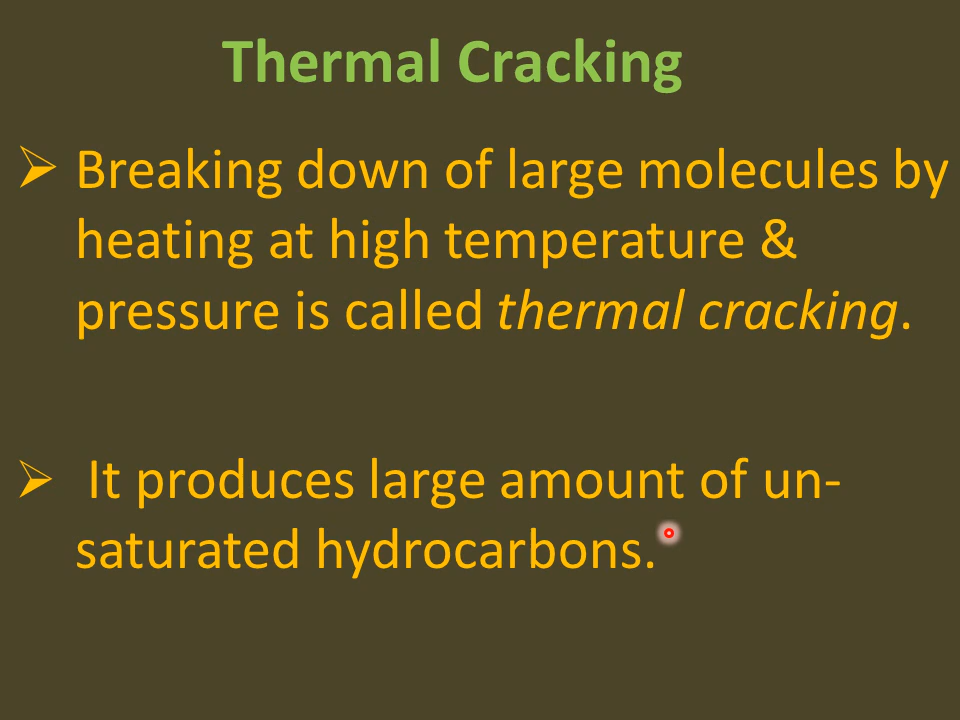 Thermal Cracking
➢ Breaking down of large molecules by
heating at high temperature &
pressure is called thermal cracking.
➢ It produces large amount of un-
saturated hydrocarbons.